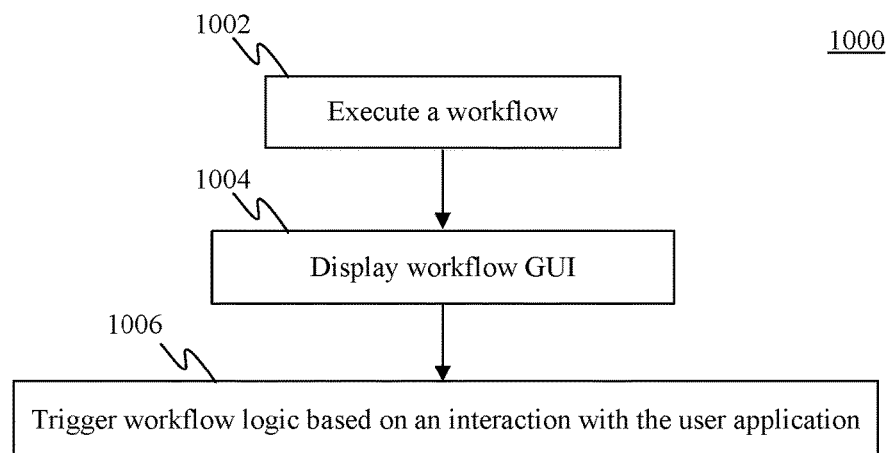 1002
1000
Execute a workflow
1004
Display workflow GUI
1006
Trigger workflow logic based on an interaction with the user application